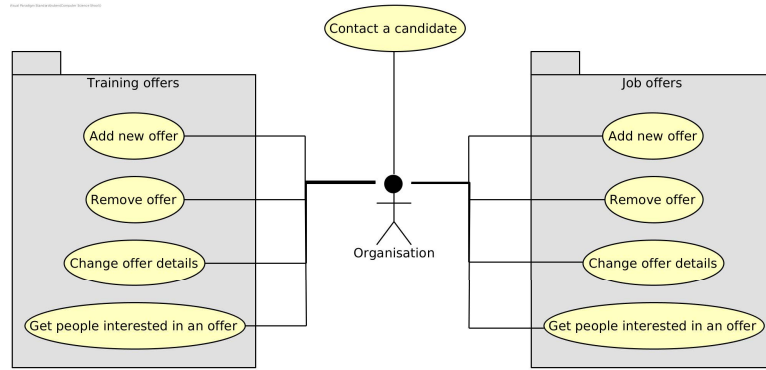 Contact a candidate
Training offers
Add new offer
Remove offer
Change offer details
Get people interested in an offer
Organisation
Job offers
Add new offer
Remove offer
Change offer details
Get people interested in an offer